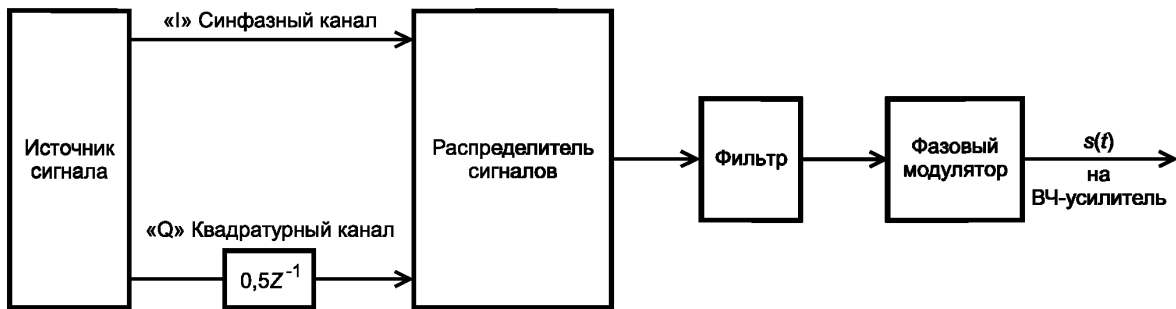 «I» Синфазный канал
Источник
сигнала
«Q» Квадратурный канал
0,5Z⁻¹
Распределитель
сигналов
Фильтр
Фазовый
модулятор
s(t)
на
ВЧ-усилитель